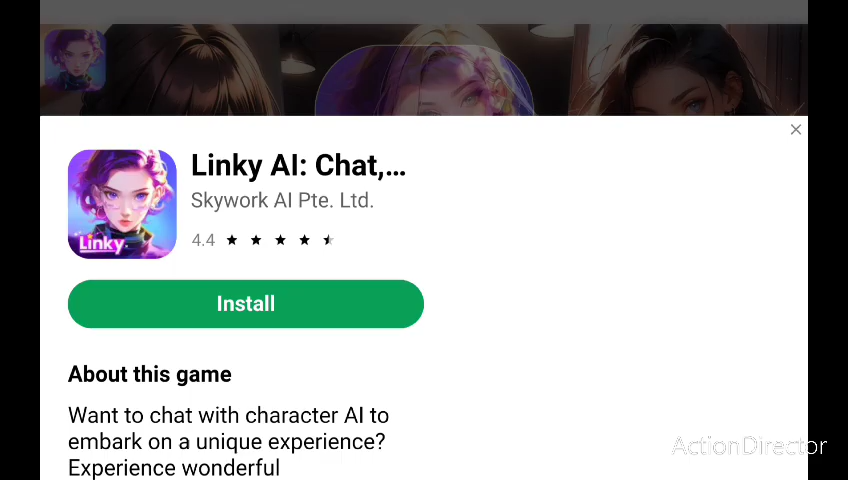 Linky AI: Chat,...
Skywork AI Pte. Ltd.
Linky
4.4
Install
About this game
Want to chat with character AI to
embark on a unique experience?
Experience wonderful
ActionDirector